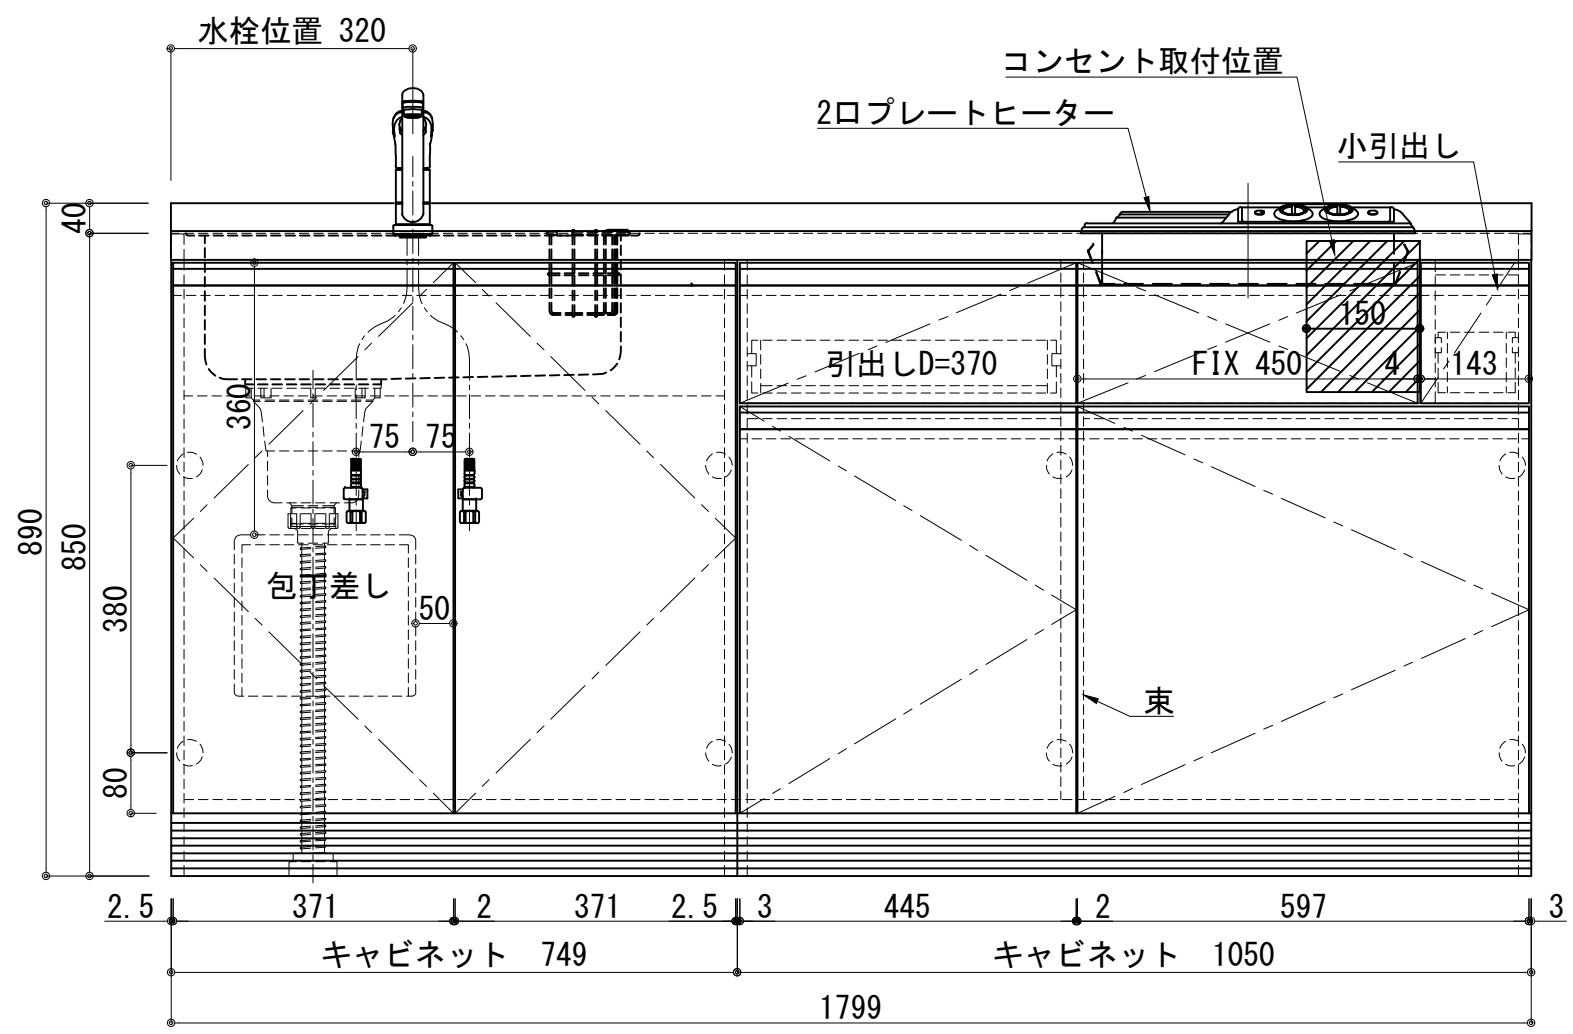 水栓位置 320
コンセント取付位置
2口プレートヒーター
小引出し
40
150
引出しD=370
FIX 450
4
143
360
75
75
890
850
380
包丁差し
50
束
80
2.5
371
2
371
2.5
3
445
2
597
3
キャビネット 749
キャビネット 1050
1799